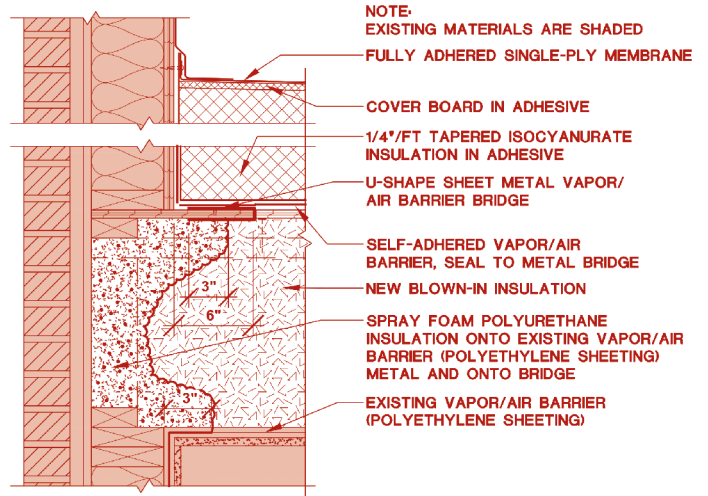 NOTE:
EXISTING MATERIALS ARE SHADED
FULLY ADHERED SINGLE-PLY MEMBRANE
COVER BOARD IN ADHESIVE
1/4"/FT TAPERED ISOCYANURATE
INSULATION IN ADHESIVE
U-SHAPE SHEET METAL VAPOR/
AIR BARRIER BRIDGE
SELF-ADHERED VAPOR/AIR
BARRIER, SEAL TO METAL BRIDGE
NEW BLOWN-IN INSULATION
3"
6"
SPRAY FOAM POLYURETHANE
INSULATION ONTO EXISTING VAPOR/AIR
BARRIER (POLYETHYLENE SHEETING)
METAL AND ONTO BRIDGE
3"
EXISTING VAPOR/AIR BARRIER
(POLYETHYLENE SHEETING)